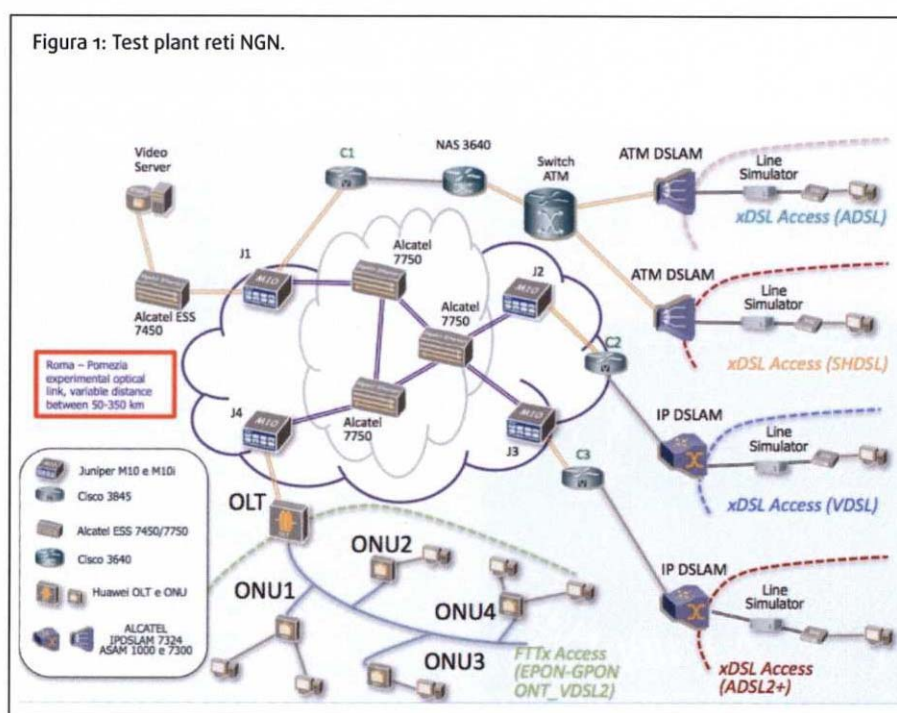 Figura 1: Test plant reti NGN.
Video
Server
C1
NAS 3640
Switch
ATM
ATM DSLAM
Line
Simulator
xDSL Access (ADSL)
J1
Alcatel
7750
J2
ATM DSLAM
Line
Simulator
Alcatel
7750
Alcatel ESS
7450
C2
xDSL Access (SHDSL)
Roma – Pomezia
experimental optical
link, variable distance
between 50-350 km
J4
M10
Alcatel
7750
J3
IP DSLAM
Line
Simulator
C3
xDSL Access (VDSL)
Juniper M10 e M10i
Cisco 3845
Alcatel ESS 7450/7750
Cisco 3640
Huawei OLT e ONU
ALCATEL
IPDSLAM 7324
ASAM 1000 e 7300
OLT
ONU2
ONU1
ONU4
ONU3
IP DSLAM
Line
Simulator
FTTx Access
(EPON-GPON
ONT_VDSL2)
xDSL Access
(ADSL2+)